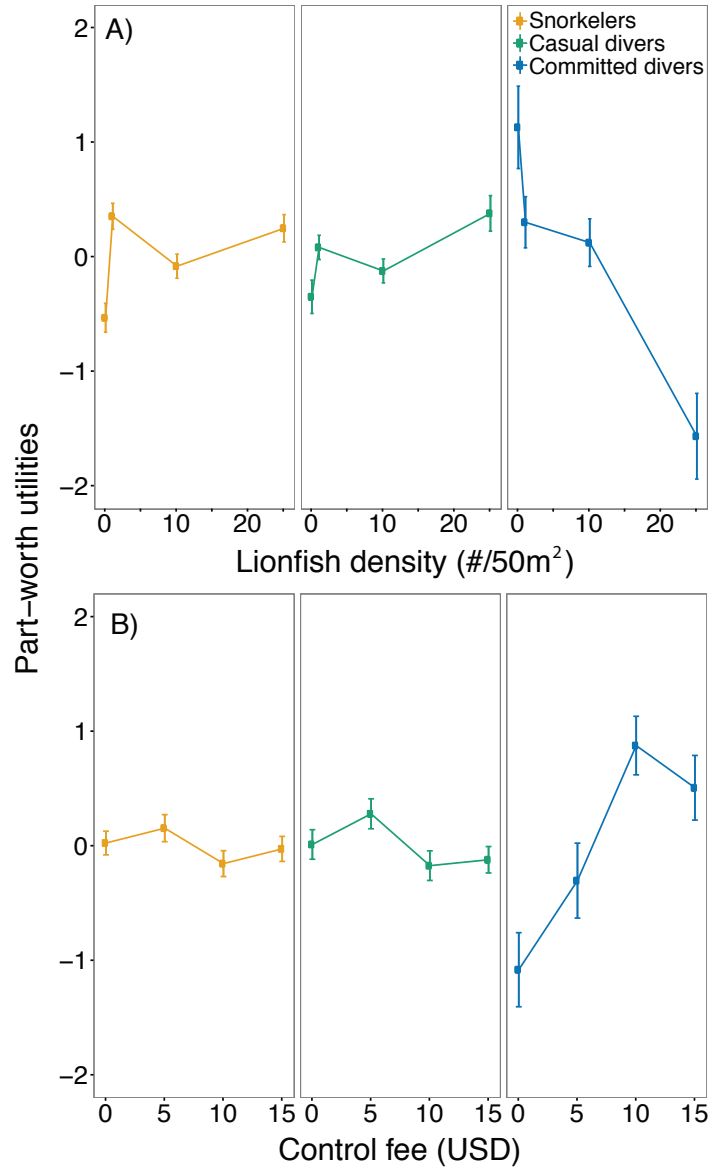 A)
Snorkelers
Casual divers
Committed divers
2
1
0
−1
−2
0 10 20 0 10 20 0 10 20
Lionfish density (#/50m²)
Part−worth utilities
B)
2
1
0
−1
−2
0 5 10 15 0 5 10 15 0 5 10 15
Control fee (USD)